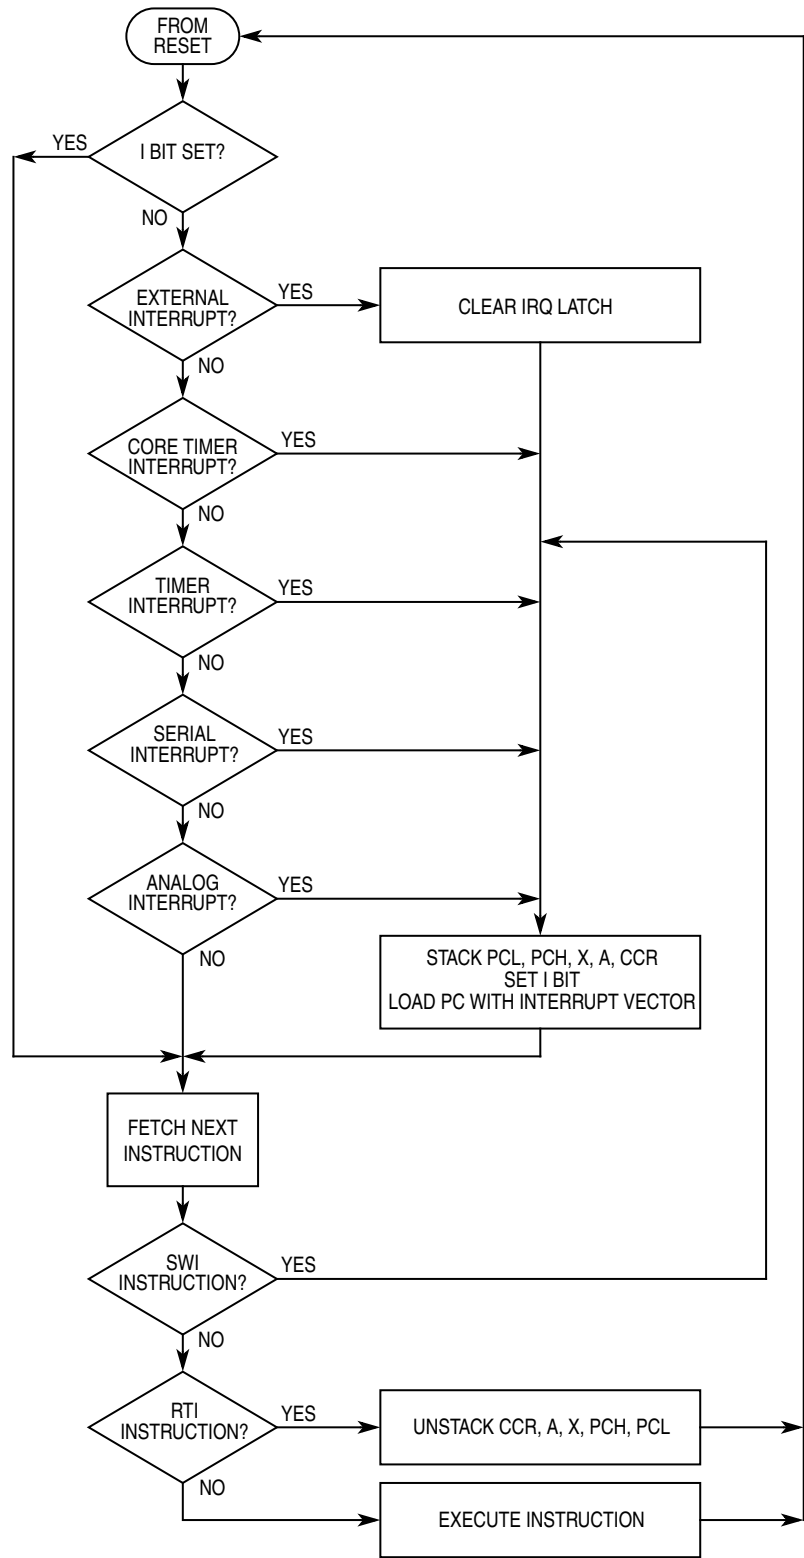 FROM
RESET
YES
I BIT SET?
NO
EXTERNAL
INTERRUPT?
YES
CLEAR IRQ LATCH
NO
CORE TIMER
INTERRUPT?
YES
NO
TIMER
INTERRUPT?
YES
NO
SERIAL
INTERRUPT?
YES
NO
ANALOG
INTERRUPT?
YES
NO
STACK PCL, PCH, X, A, CCR
SET I BIT
LOAD PC WITH INTERRUPT VECTOR
FETCH NEXT
INSTRUCTION
SWI
INSTRUCTION?
YES
NO
RTI
INSTRUCTION?
YES
UNSTACK CCR, A, X, PCH, PCL
NO
EXECUTE INSTRUCTION